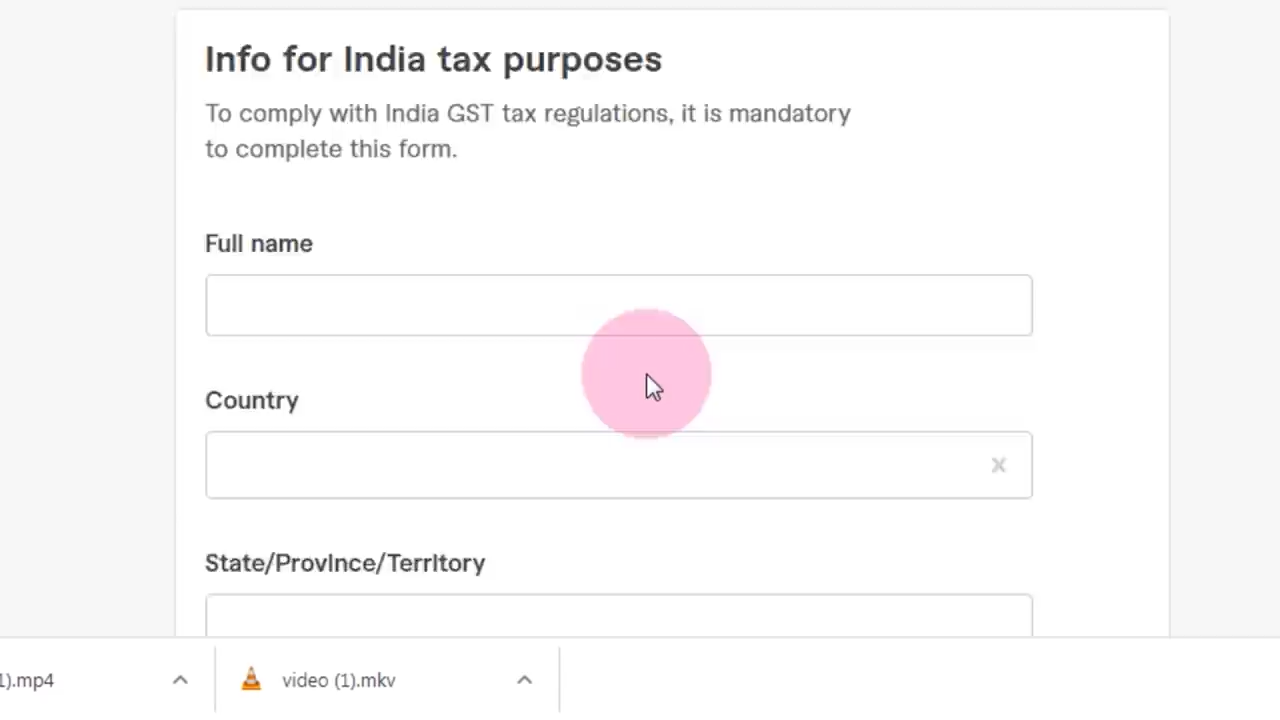 Info for India tax purposes
To comply with India GST tax regulations, it is mandatory
to complete this form.
Full name
Country
x
State/Province/Territory
1).mp4
video (1).mkv